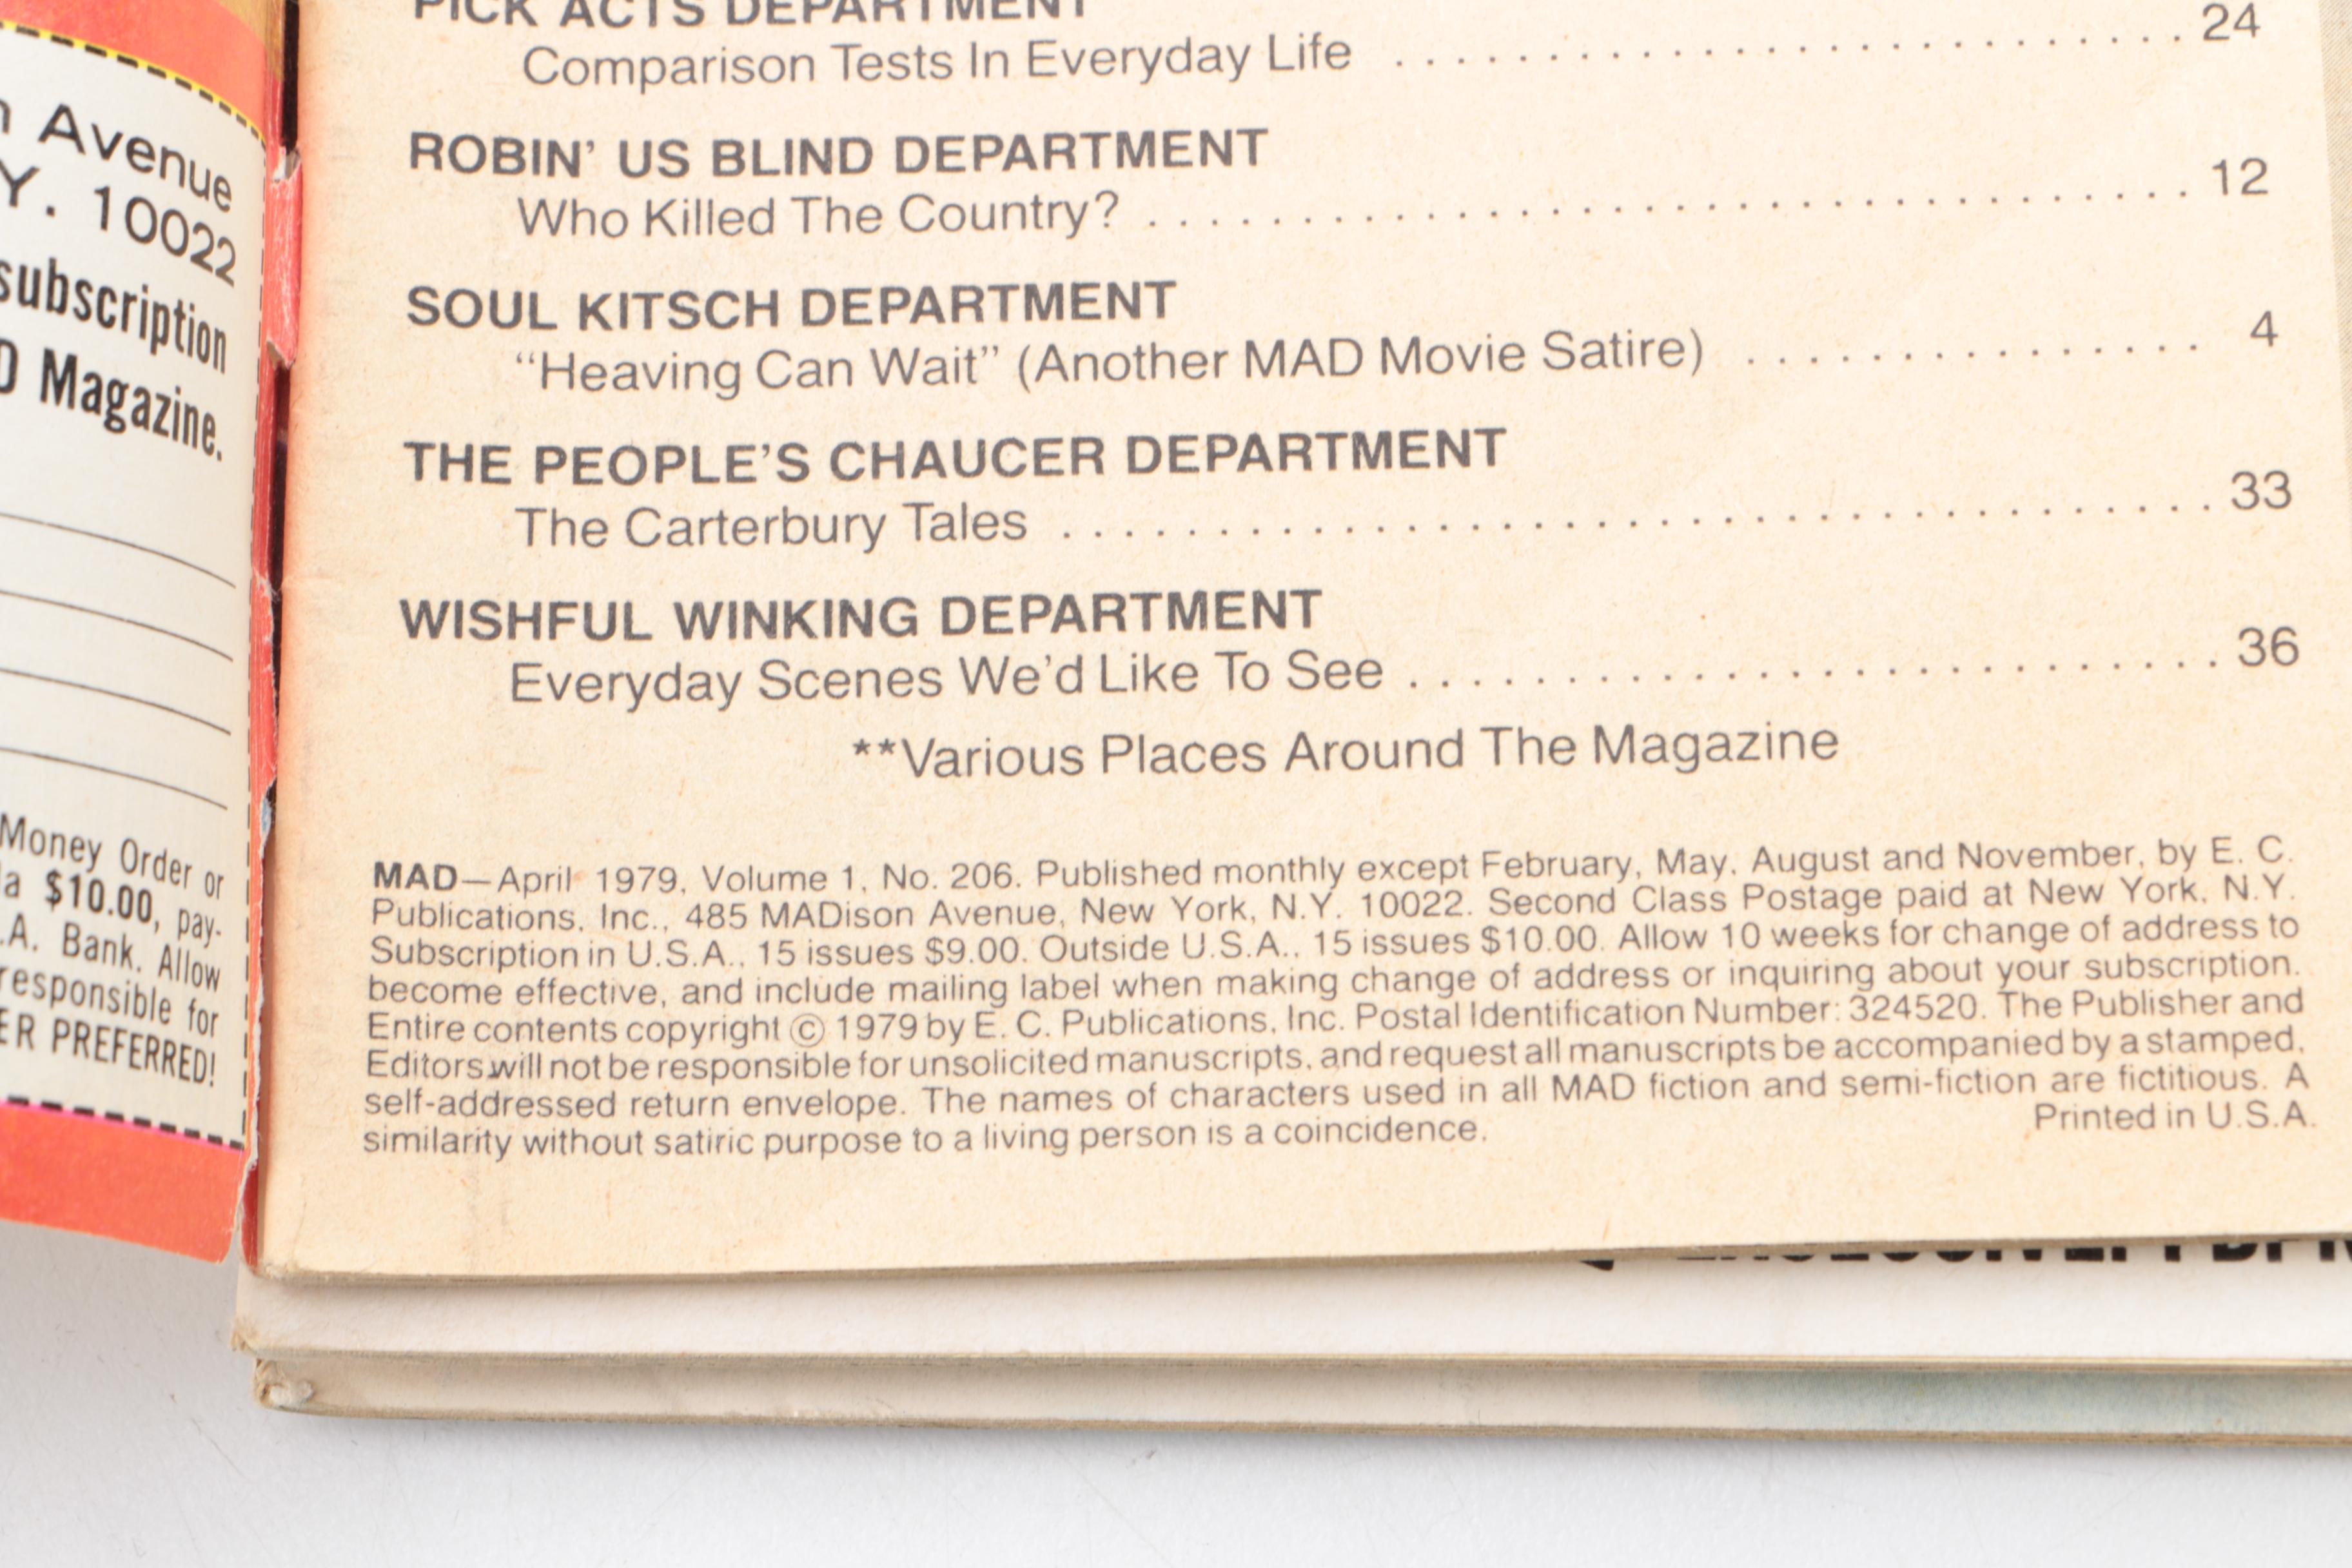 Avenue
Y. 10022
subscription
Magazine.
Money Order or
$10.00, pay-
.A. Bank. Allow
responsible for
PREFERRED!
PICK ACTS DEPARTMENT
Comparison Tests In Everyday Life . . . . . . . . . . . . . . . . . . . . . . . . . . 24
ROBIN' US BLIND DEPARTMENT
Who Killed The Country? . . . . . . . . . . . . . . . . . . . . . . . . . . . . . . . . . . 12
SOUL KITSCH DEPARTMENT
“Heaving Can Wait” (Another MAD Movie Satire) . . . . . . . . . . . . . . . 4
THE PEOPLE'S CHAUCER DEPARTMENT
The Carterbury Tales . . . . . . . . . . . . . . . . . . . . . . . . . . . . . . . . . . . . . 33
WISHFUL WINKING DEPARTMENT
Everyday Scenes We'd Like To See . . . . . . . . . . . . . . . . . . . . . . . . . . 36
**Various Places Around The Magazine
MAD—April 1979, Volume 1, No. 206. Published monthly except February, May, August and November, by E. C.
Publications, Inc., 485 MADison Avenue, New York, N.Y. 10022. Second Class Postage paid at New York, N.Y.
Subscription in U.S.A., 15 issues $9.00. Outside U.S.A., 15 issues $10.00. Allow 10 weeks for change of address to
become effective, and include mailing label when making change of address or inquiring about your subscription.
Entire contents copyright © 1979 by E. C. Publications, Inc. Postal Identification Number: 324520. The Publisher and
Editors will not be responsible for unsolicited manuscripts, and request all manuscripts be accompanied by a stamped,
self-addressed return envelope. The names of characters used in all MAD fiction and semi-fiction are fictitious. A
similarity without satiric purpose to a living person is a coincidence. Printed in U.S.A.